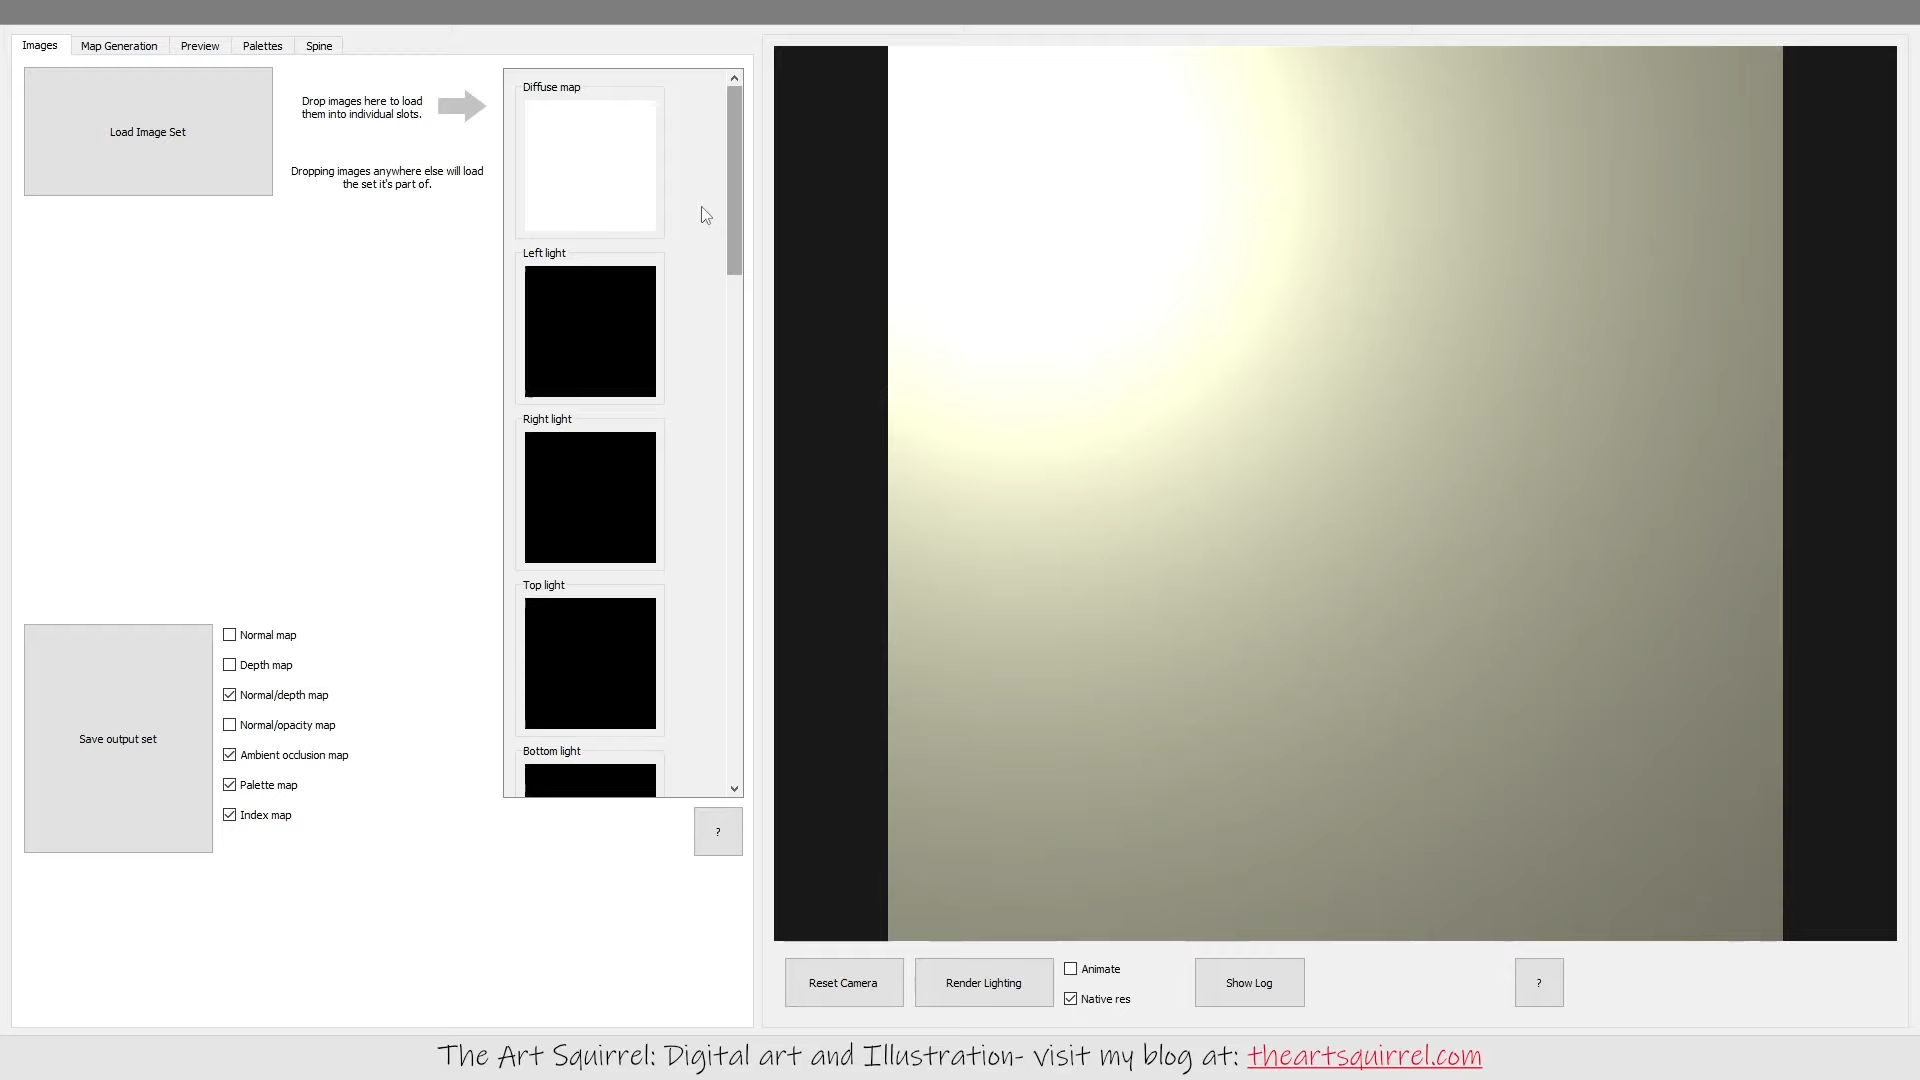 Images
Map Generation
Preview
Palettes
Spine
Load Image Set
Drop images here to load
them into individual slots.
Dropping images anywhere else will load
the set it's part of.
Diffuse map
Left light
Right light
Top light
Bottom light
Save output set
Normal map
Depth map
Normal/depth map
Normal/opacity map
Ambient occlusion map
Palette map
Index map
?
Reset Camera
Render Lighting
Animate
Native res
Show Log
?
The Art Squirrel: Digital art and Illustration- visit my blog at: theartsquirrel.com